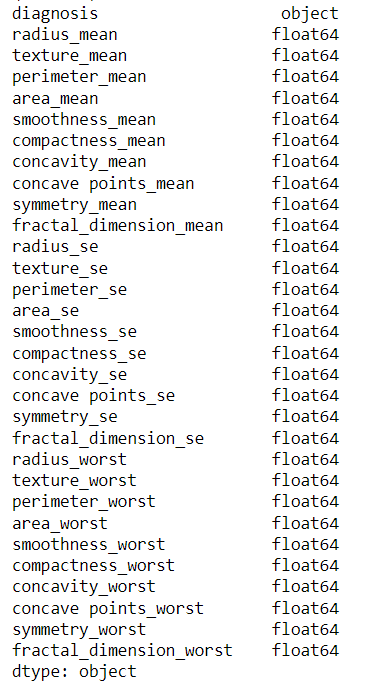 diagnosis object
radius_mean float64
texture_mean float64
perimeter_mean float64
area_mean float64
smoothness_mean float64
compactness_mean float64
concavity_mean float64
concave points_mean float64
symmetry_mean float64
fractal_dimension_mean float64
radius_se float64
texture_se float64
perimeter_se float64
area_se float64
smoothness_se float64
compactness_se float64
concavity_se float64
concave points_se float64
symmetry_se float64
fractal_dimension_se float64
radius_worst float64
texture_worst float64
perimeter_worst float64
area_worst float64
smoothness_worst float64
compactness_worst float64
concavity_worst float64
concave points_worst float64
symmetry_worst float64
fractal_dimension_worst float64
dtype: object